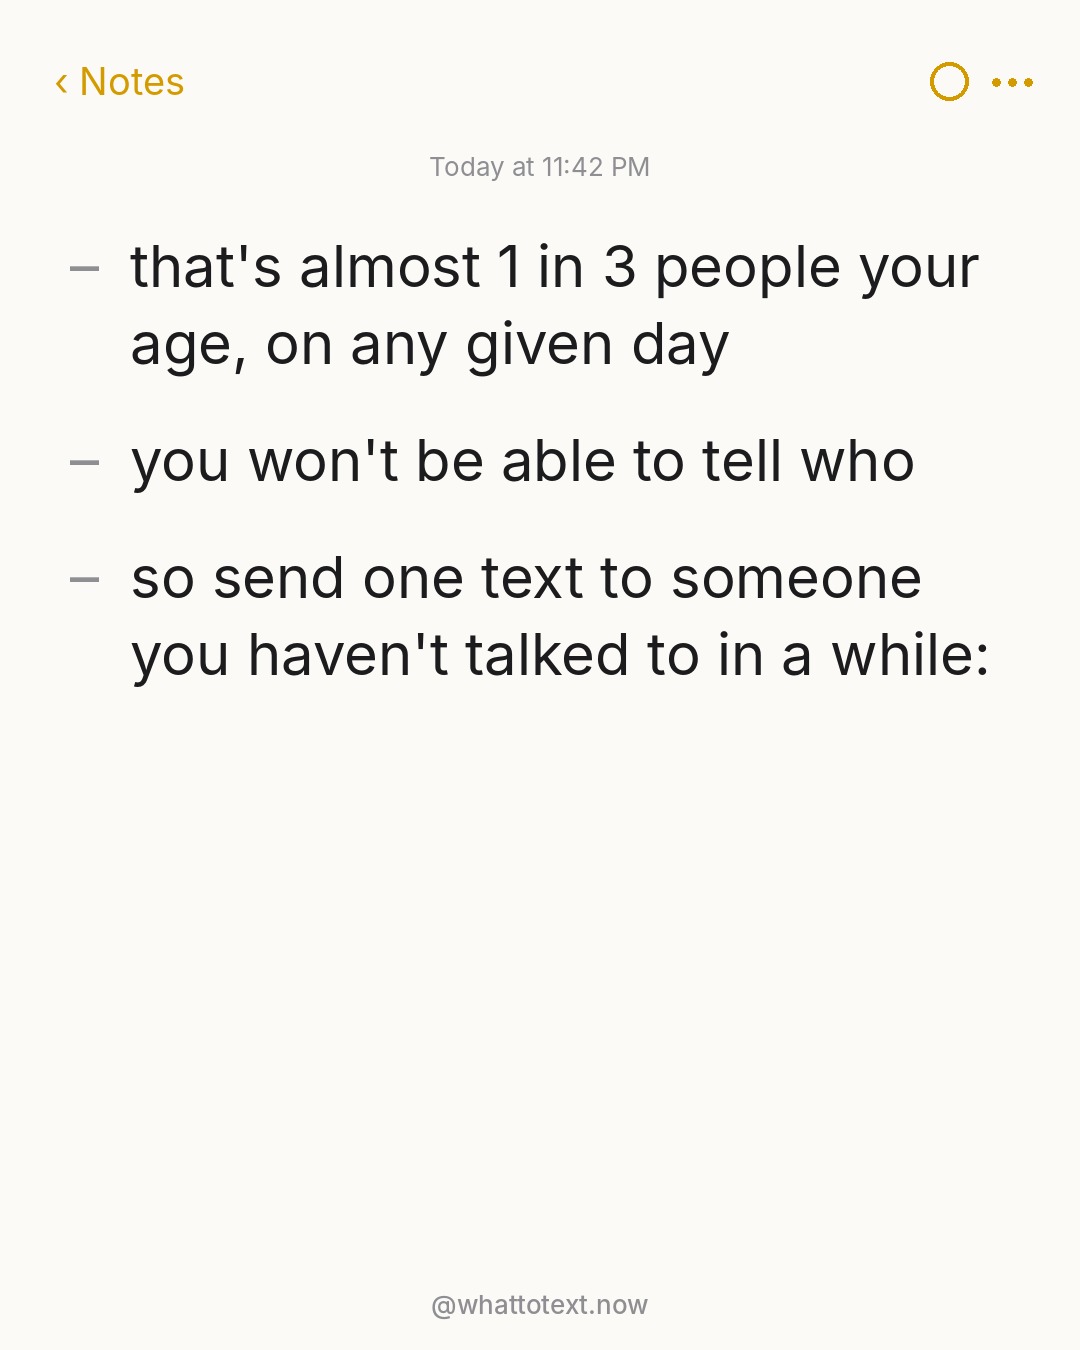 ‹ Notes
Today at 11:42 PM
– that's almost 1 in 3 people your
age, on any given day
– you won't be able to tell who
– so send one text to someone
you haven't talked to in a while:
@whattotext.now